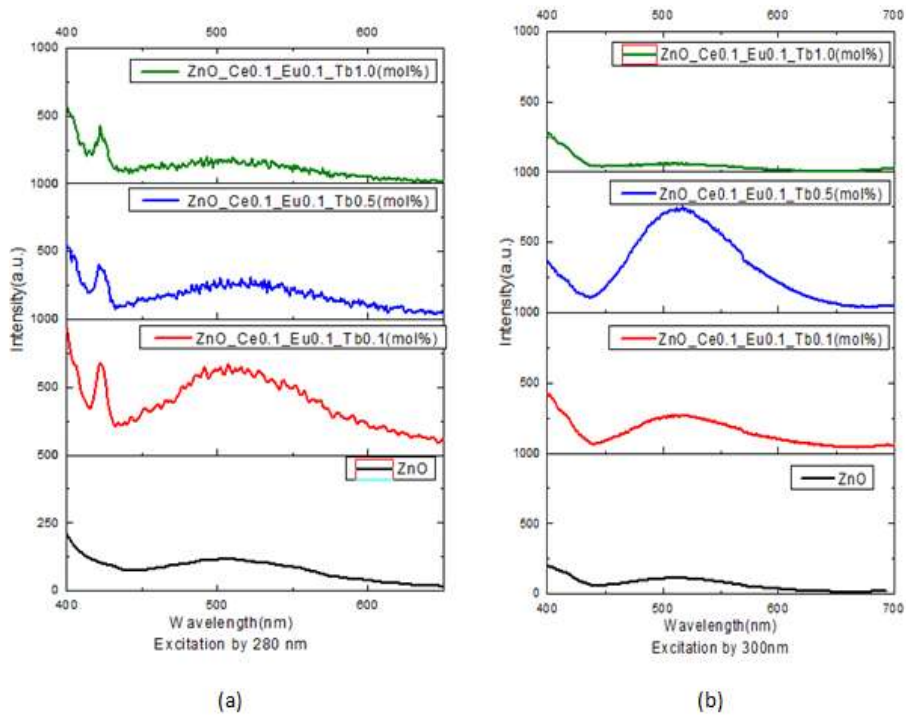 400 500 600
1000
ZnO_Ce0.1_Eu0.1_Tb1.0(mol%)
500
1000
ZnO_Ce0.1_Eu0.1_Tb0.5(mol%)
500
1000
ZnO_Ce0.1_Eu0.1_Tb0.1(mol%)
500
500
ZnO
250
0
400 500 600
Intensity(a.u.)
Wavelength(nm)
Excitation by 280 nm
(a)
400 500 600 700
1000
ZnO_Ce0.1_Eu0.1_Tb1.0(mol%)
500
1000
ZnO_Ce0.1_Eu0.1_Tb0.5(mol%)
500
1000
ZnO_Ce0.1_Eu0.1_Tb0.1(mol%)
500
1000
ZnO
500
0
400 500 600 700
Intensity(a.u.)
Wavelength(nm)
Excitation by 300nm
(b)